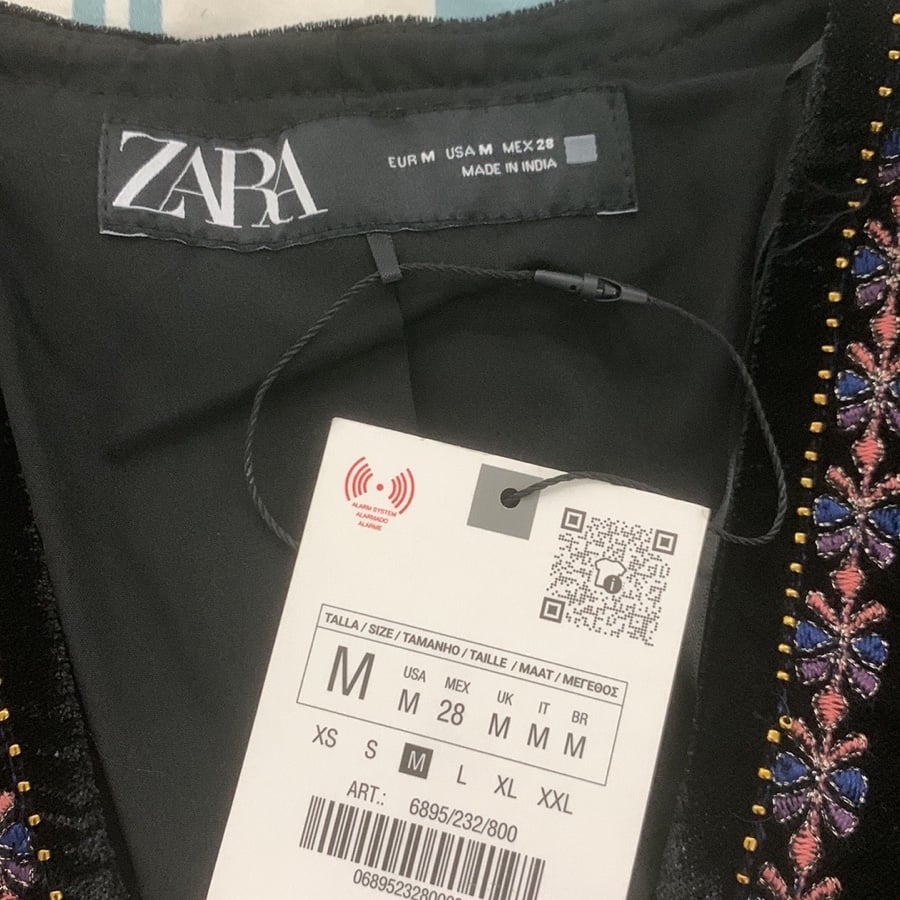 ZARA
EUR M USA M MEX 28
MADE IN INDIA
ALARM SYSTEM
ALARMADO
ALARME
i
TALLA / SIZE / TAMANHO / TAILLE / MAAT / ΜΕΓΕΘΟΣ
M USA MEX UK IT BR
M 28 M M M
XS S M L XL XXL
ART.: 6895/232/800